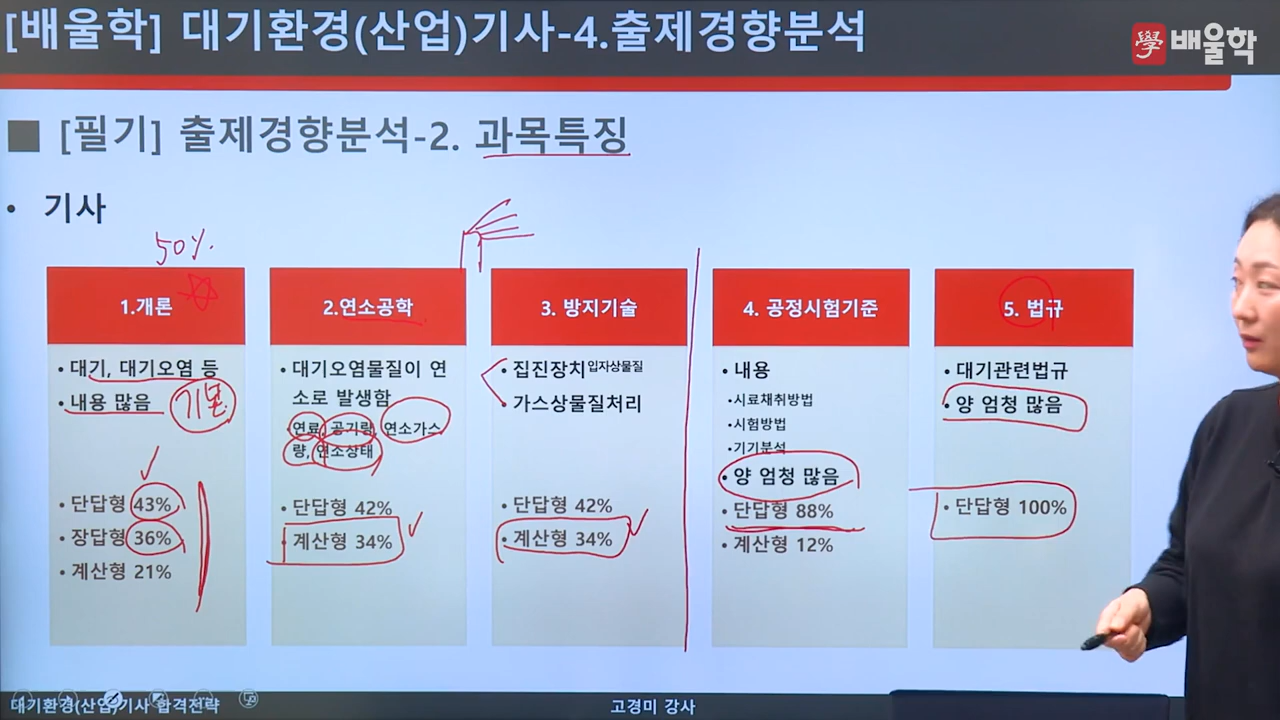 [배울학] 대기환경(산업)기사-4.출제경향분석
學 배울학
■ [필기] 출제경향분석-2. 과목특징
• 기사
50%
1.개론
• 대기, 대기오염 등
• 내용 많음 기본
• 단답형 43%
• 장답형 36%
• 계산형 21%
2.연소공학
• 대기오염물질이 연
소로 발생함
연료, 공기량, 연소가스
량, 연소상태
• 단답형 42%
• 계산형 34%
3. 방지기술
• 집진장치 입자상물질
• 가스상물질처리
• 단답형 42%
• 계산형 34%
4. 공정시험기준
• 내용
• 시료채취방법
• 시험방법
• 기기분석
• 양 엄청 많음
• 단답형 88%
• 계산형 12%
5. 법규
• 대기관련법규
• 양 엄청 많음
• 단답형 100%
대기환경(산업)기사 합격전략
고경미 강사